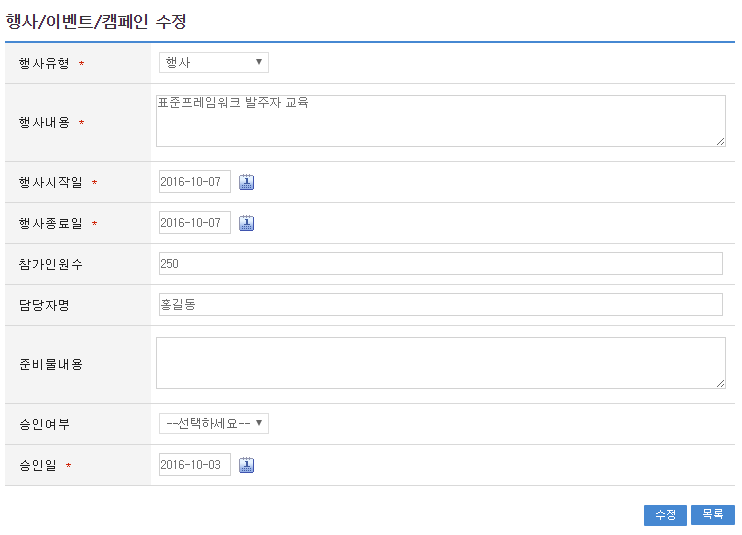 행사/이벤트/캠페인 수정
행사유형 * 행사
행사내용 * 표준프레임워크 발주자 교육
행사시작일 * 2016-10-07
행사종료일 * 2016-10-07
참가인원수 250
담당자명 홍길동
준비물내용
승인여부 --선택하세요--
승인일 * 2016-10-03
수정 목록